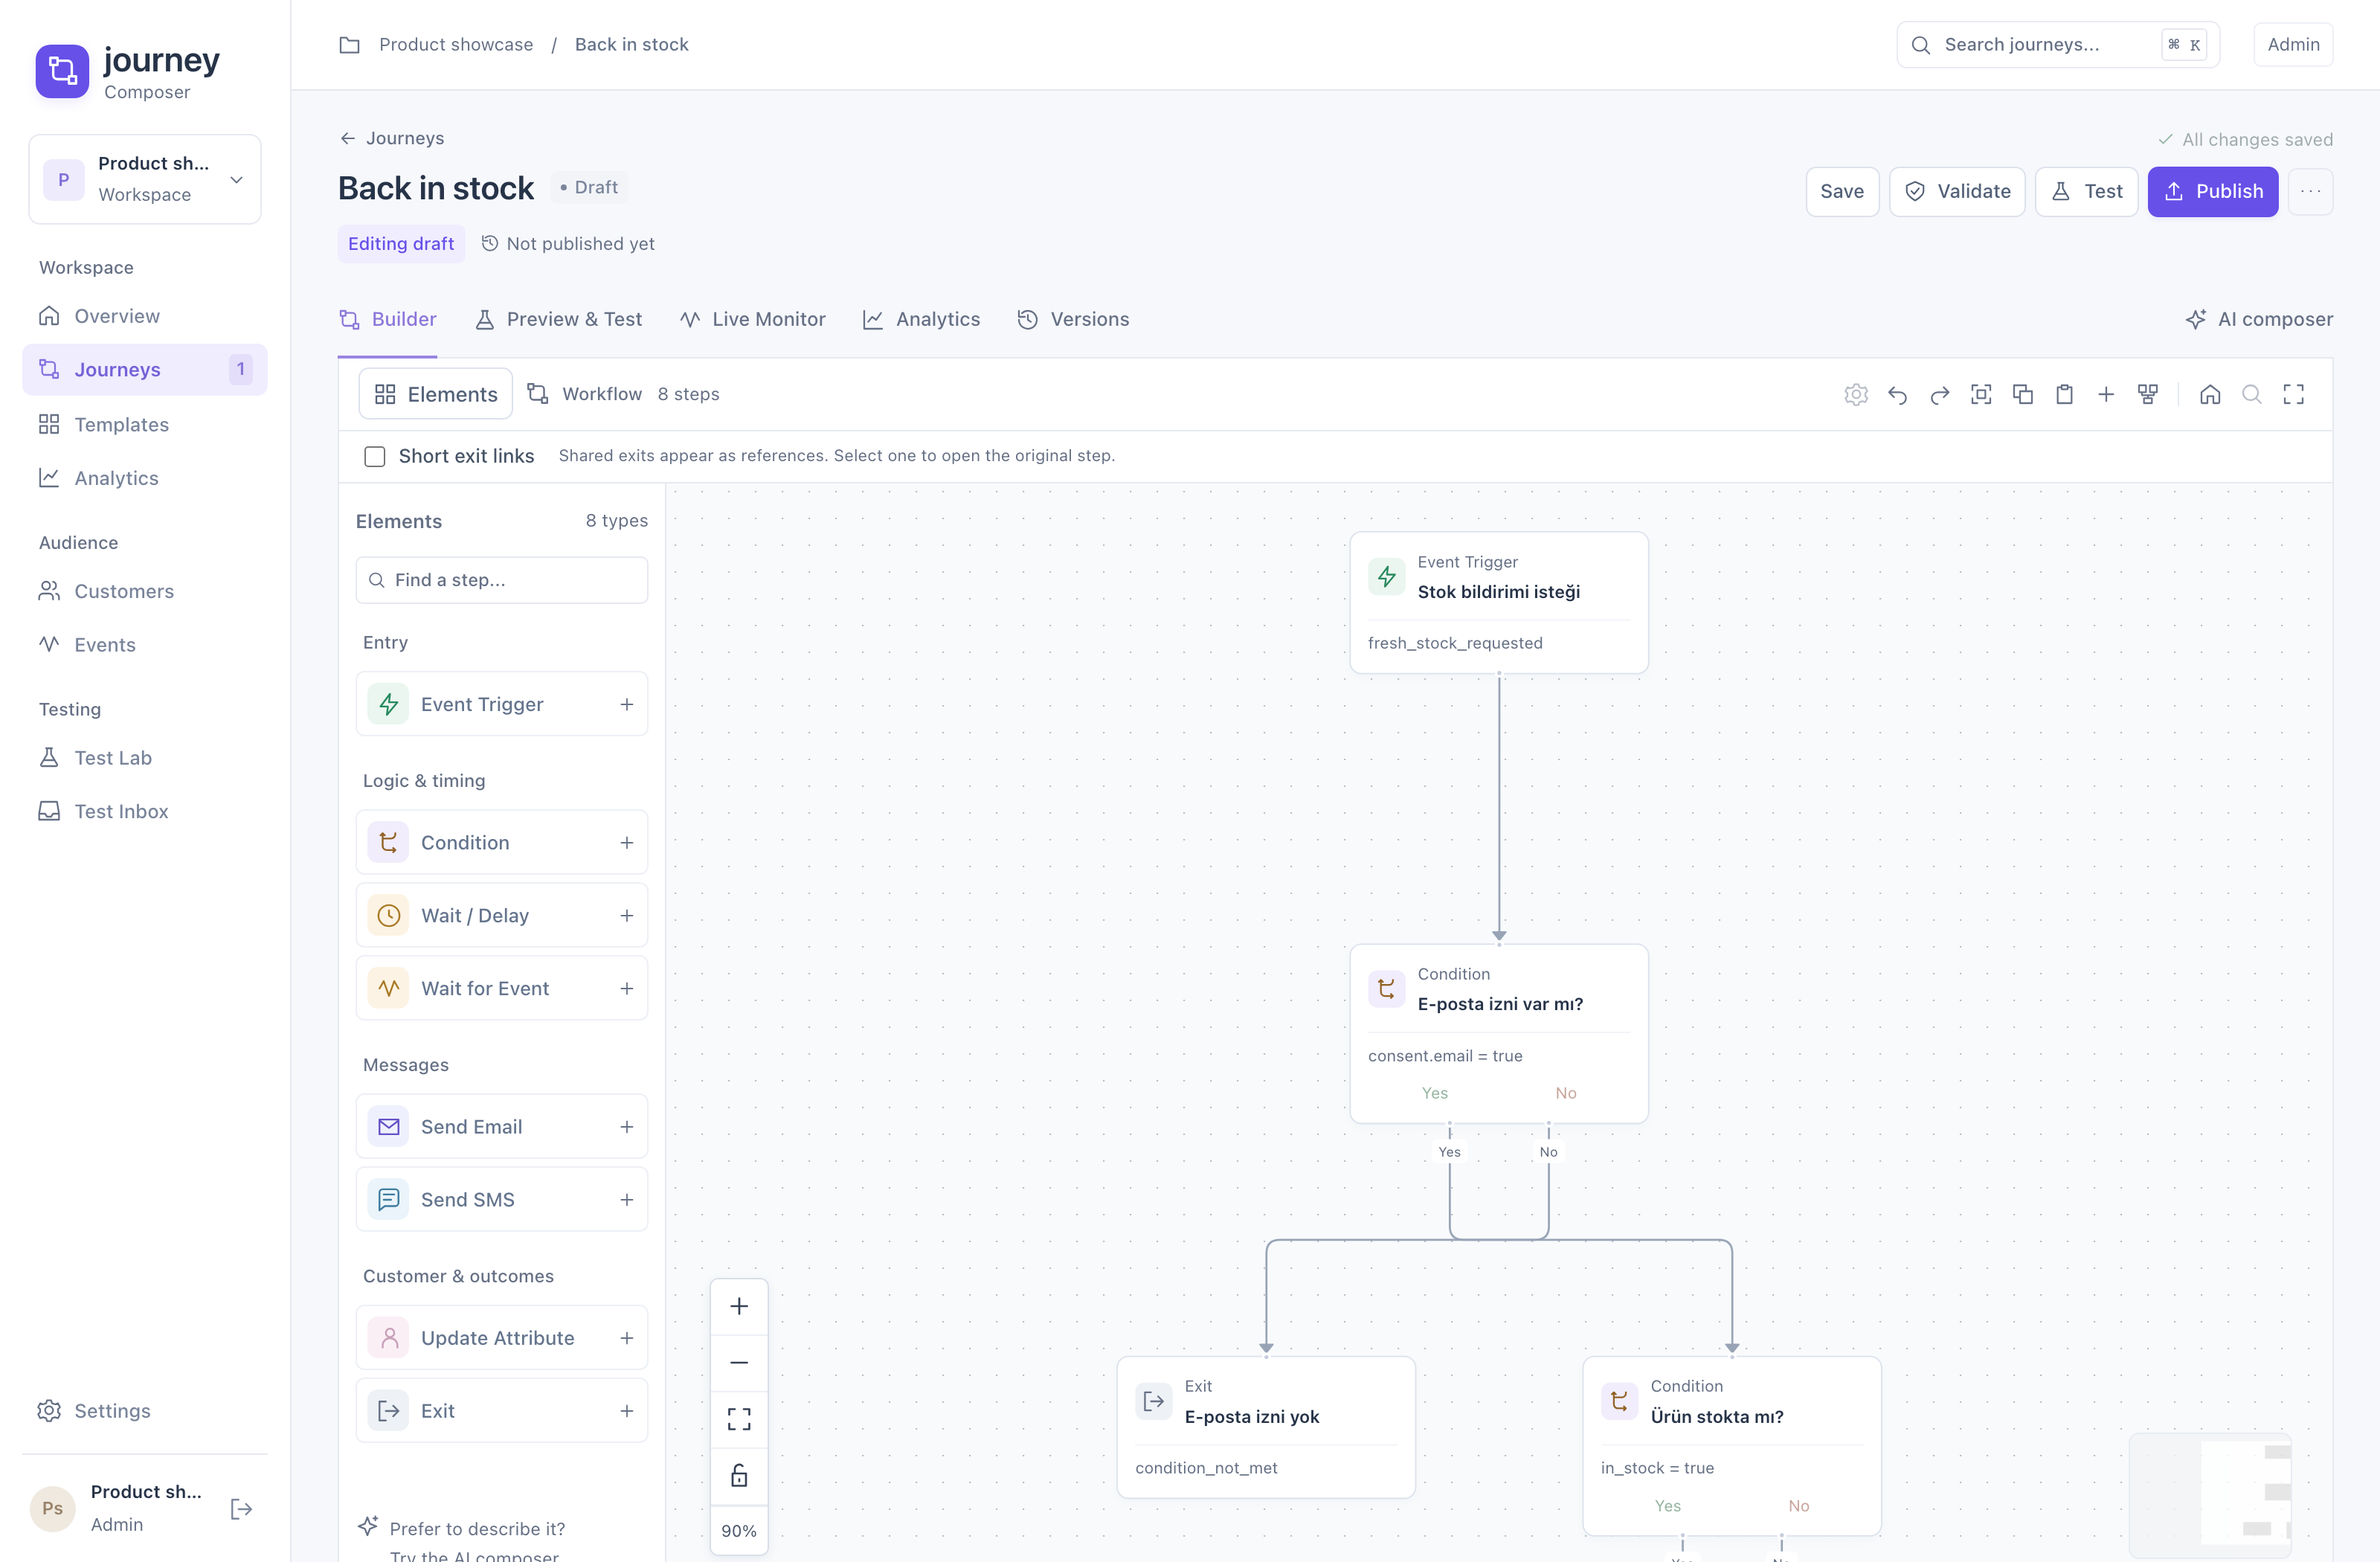 journey
Composer
P
Product sh...
Workspace
Workspace
Overview
Journeys
1
Templates
Analytics
Audience
Customers
Events
Testing
Test Lab
Test Inbox
Settings
Ps
Product sh...
Admin
Product showcase / Back in stock
Search journeys...
⌘ K
Admin
← Journeys
All changes saved
Back in stock
• Draft
Save
Validate
Test
Publish
...
Editing draft
Not published yet
Builder
Preview & Test
Live Monitor
Analytics
Versions
AI composer
Elements
Workflow
8 steps
Short exit links
Shared exits appear as references. Select one to open the original step.
Elements
8 types
Find a step...
Entry
Event Trigger
Logic & timing
Condition
Wait / Delay
Wait for Event
Messages
Send Email
Send SMS
Customer & outcomes
Update Attribute
Exit
Prefer to describe it?
Try the AI composer
90%
Event Trigger
Stok bildirimi isteği
fresh_stock_requested
Condition
E-posta izni var mı?
consent.email = true
Yes
No
Yes
No
Exit
E-posta izni yok
condition_not_met
Condition
Ürün stokta mı?
in_stock = true
Yes
No